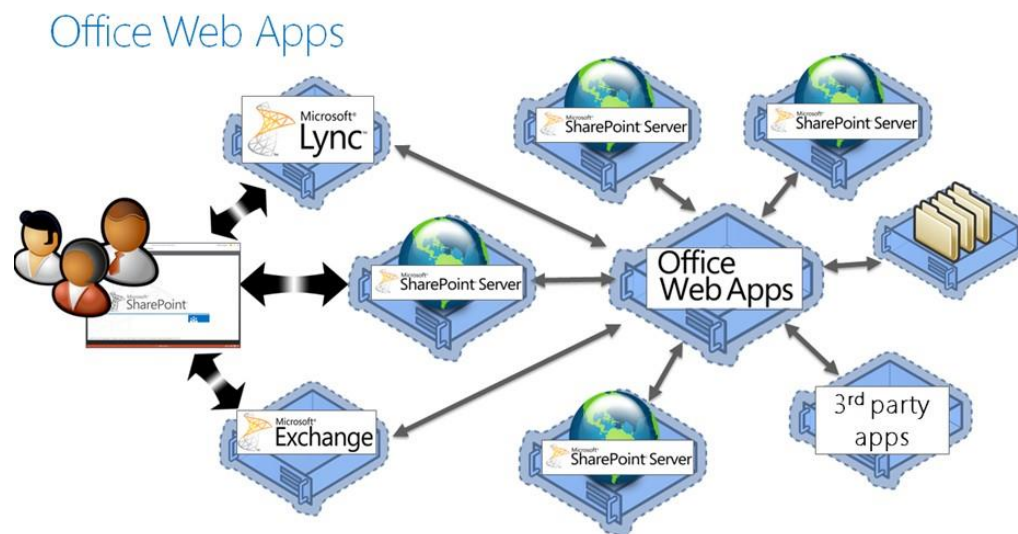 Office Web Apps
Microsoft®
Lync™
Microsoft®
SharePoint Server
Microsoft®
SharePoint Server
Microsoft®
SharePoint Server
Office
Web Apps
SharePoint
Microsoft®
Exchange
Microsoft®
SharePoint Server
3rd party
apps